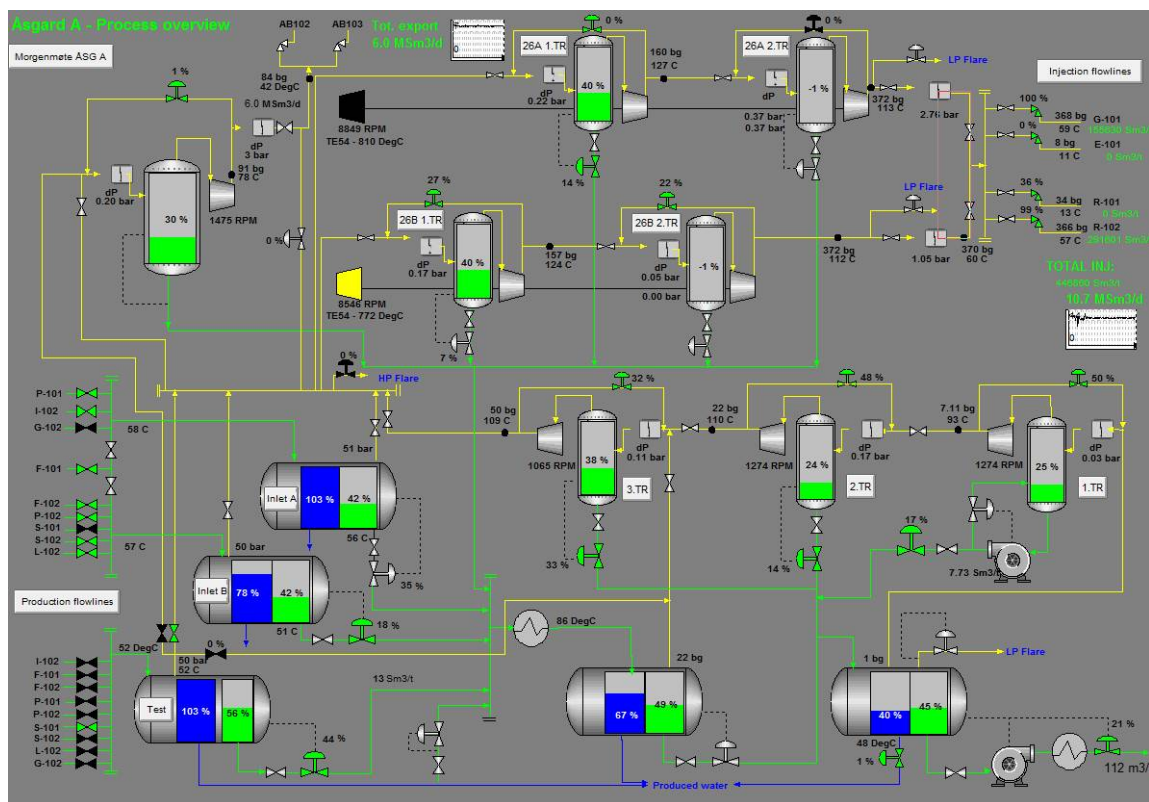 Åsgard A - Process overview
Morgenmøte ÅSG A
AB102
AB103
Tot. export
6.0 MSm3/d
0
0 %
26A 1.TR
160 bg
127 C
0 %
26A 2.TR
LP Flare
Injection flowlines
1 %
84 bg
42 DegC
6.0 MSm3/d
dP
3 bar
91 bg
78 C
dP
0.20 bar
30 %
1475 RPM
0 %
8849 RPM
TE54 - 810 DegC
dP
0.22 bar
40 %
14 %
dP
0.37 bar
0.37 bar
-1 %
0 %
372 bg
113 C
2.76 bar
100 %
368 bg
59 C
G-101
0 %
8 bg
11 C
E-101
0 Sm3/t
36 %
34 bg
13 C
R-101
0 Sm3/t
99 %
366 bg
57 C
R-102
27 %
26B 1.TR
40 %
dP
0.17 bar
157 bg
124 C
22 %
26B 2.TR
dP
0.05 bar
0.00 bar
-1 %
372 bg
112 C
LP Flare
1.05 bar
370 bg
60 C
8546 RPM
TE54 - 772 DegC
7 %
TOTAL INJ:
10.7 MSm3/d
0
0 %
HP Flare
P-101
I-102
G-102
F-101
F-102
P-102
S-101
S-102
L-102
58 C
57 C
51 bar
Inlet A
103 %
42 %
56 C
35 %
50 bar
Inlet B
78 %
42 %
51 C
18 %
50 bg
109 C
32 %
1065 RPM
38 %
dP
0.11 bar
3.TR
33 %
22 bg
110 C
48 %
1274 RPM
24 %
dP
0.17 bar
2.TR
14 %
7.11 bg
93 C
50 %
1274 RPM
25 %
dP
0.03 bar
1.TR
17 %
7.73 Sm3/t
Production flowlines
I-102
F-101
F-102
P-101
P-102
S-101
S-102
L-102
G-102
52 DegC
50 bar
52 C
0 %
Test
103 %
56 %
44 %
13 Sm3/t
86 DegC
22 bg
67 %
49 %
Produced water
1 bg
LP Flare
40 %
45 %
48 DegC
1 %
21 %
112 m3/